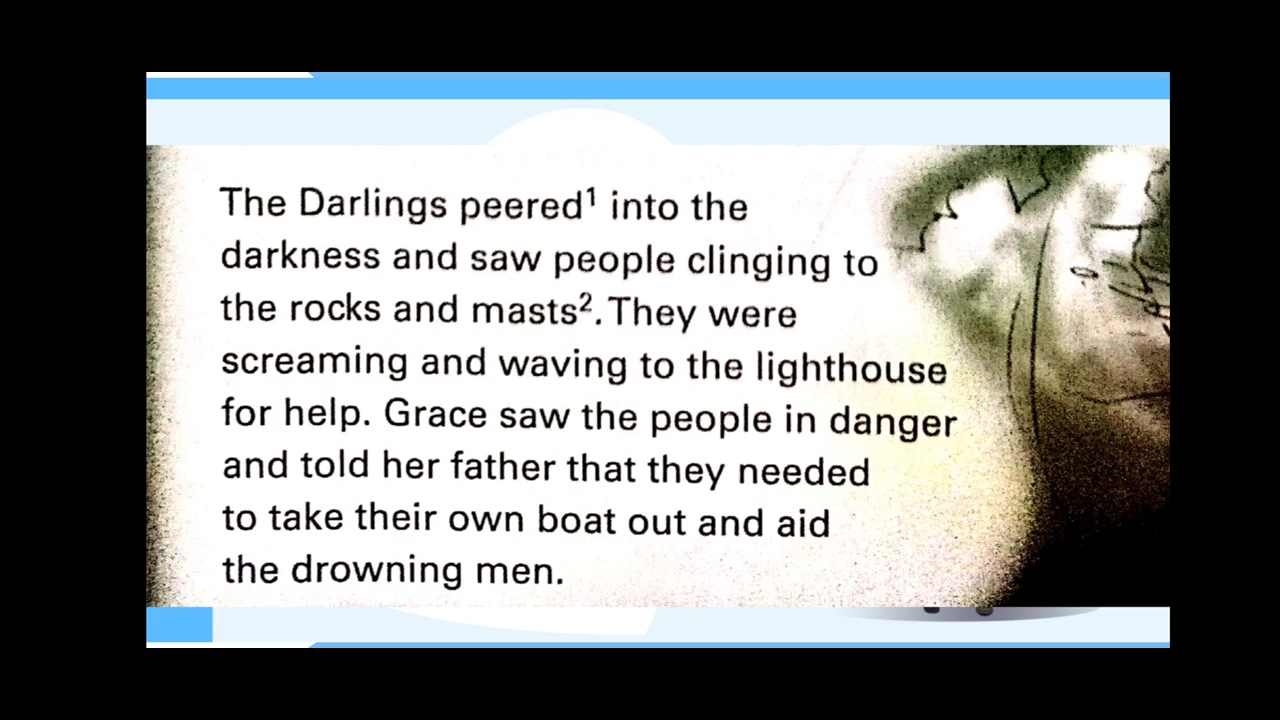 The Darlings peered¹ into the
darkness and saw people clinging to
the rocks and masts². They were
screaming and waving to the lighthouse
for help. Grace saw the people in danger
and told her father that they needed
to take their own boat out and aid
the drowning men.